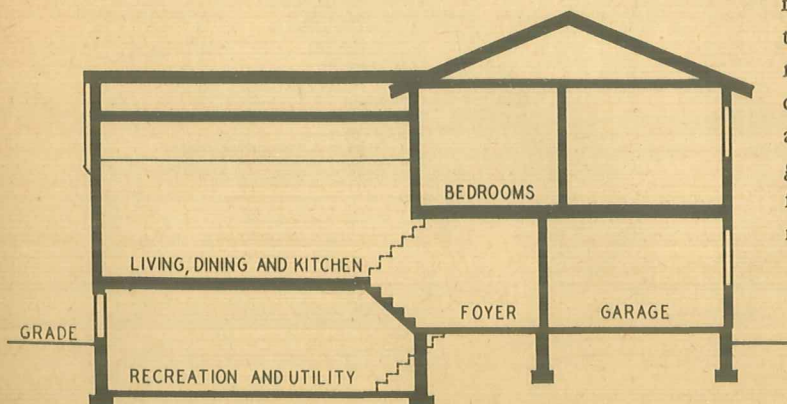 BEDROOMS
LIVING, DINING AND KITCHEN
FOYER
GARAGE
GRADE
RECREATION AND UTILITY